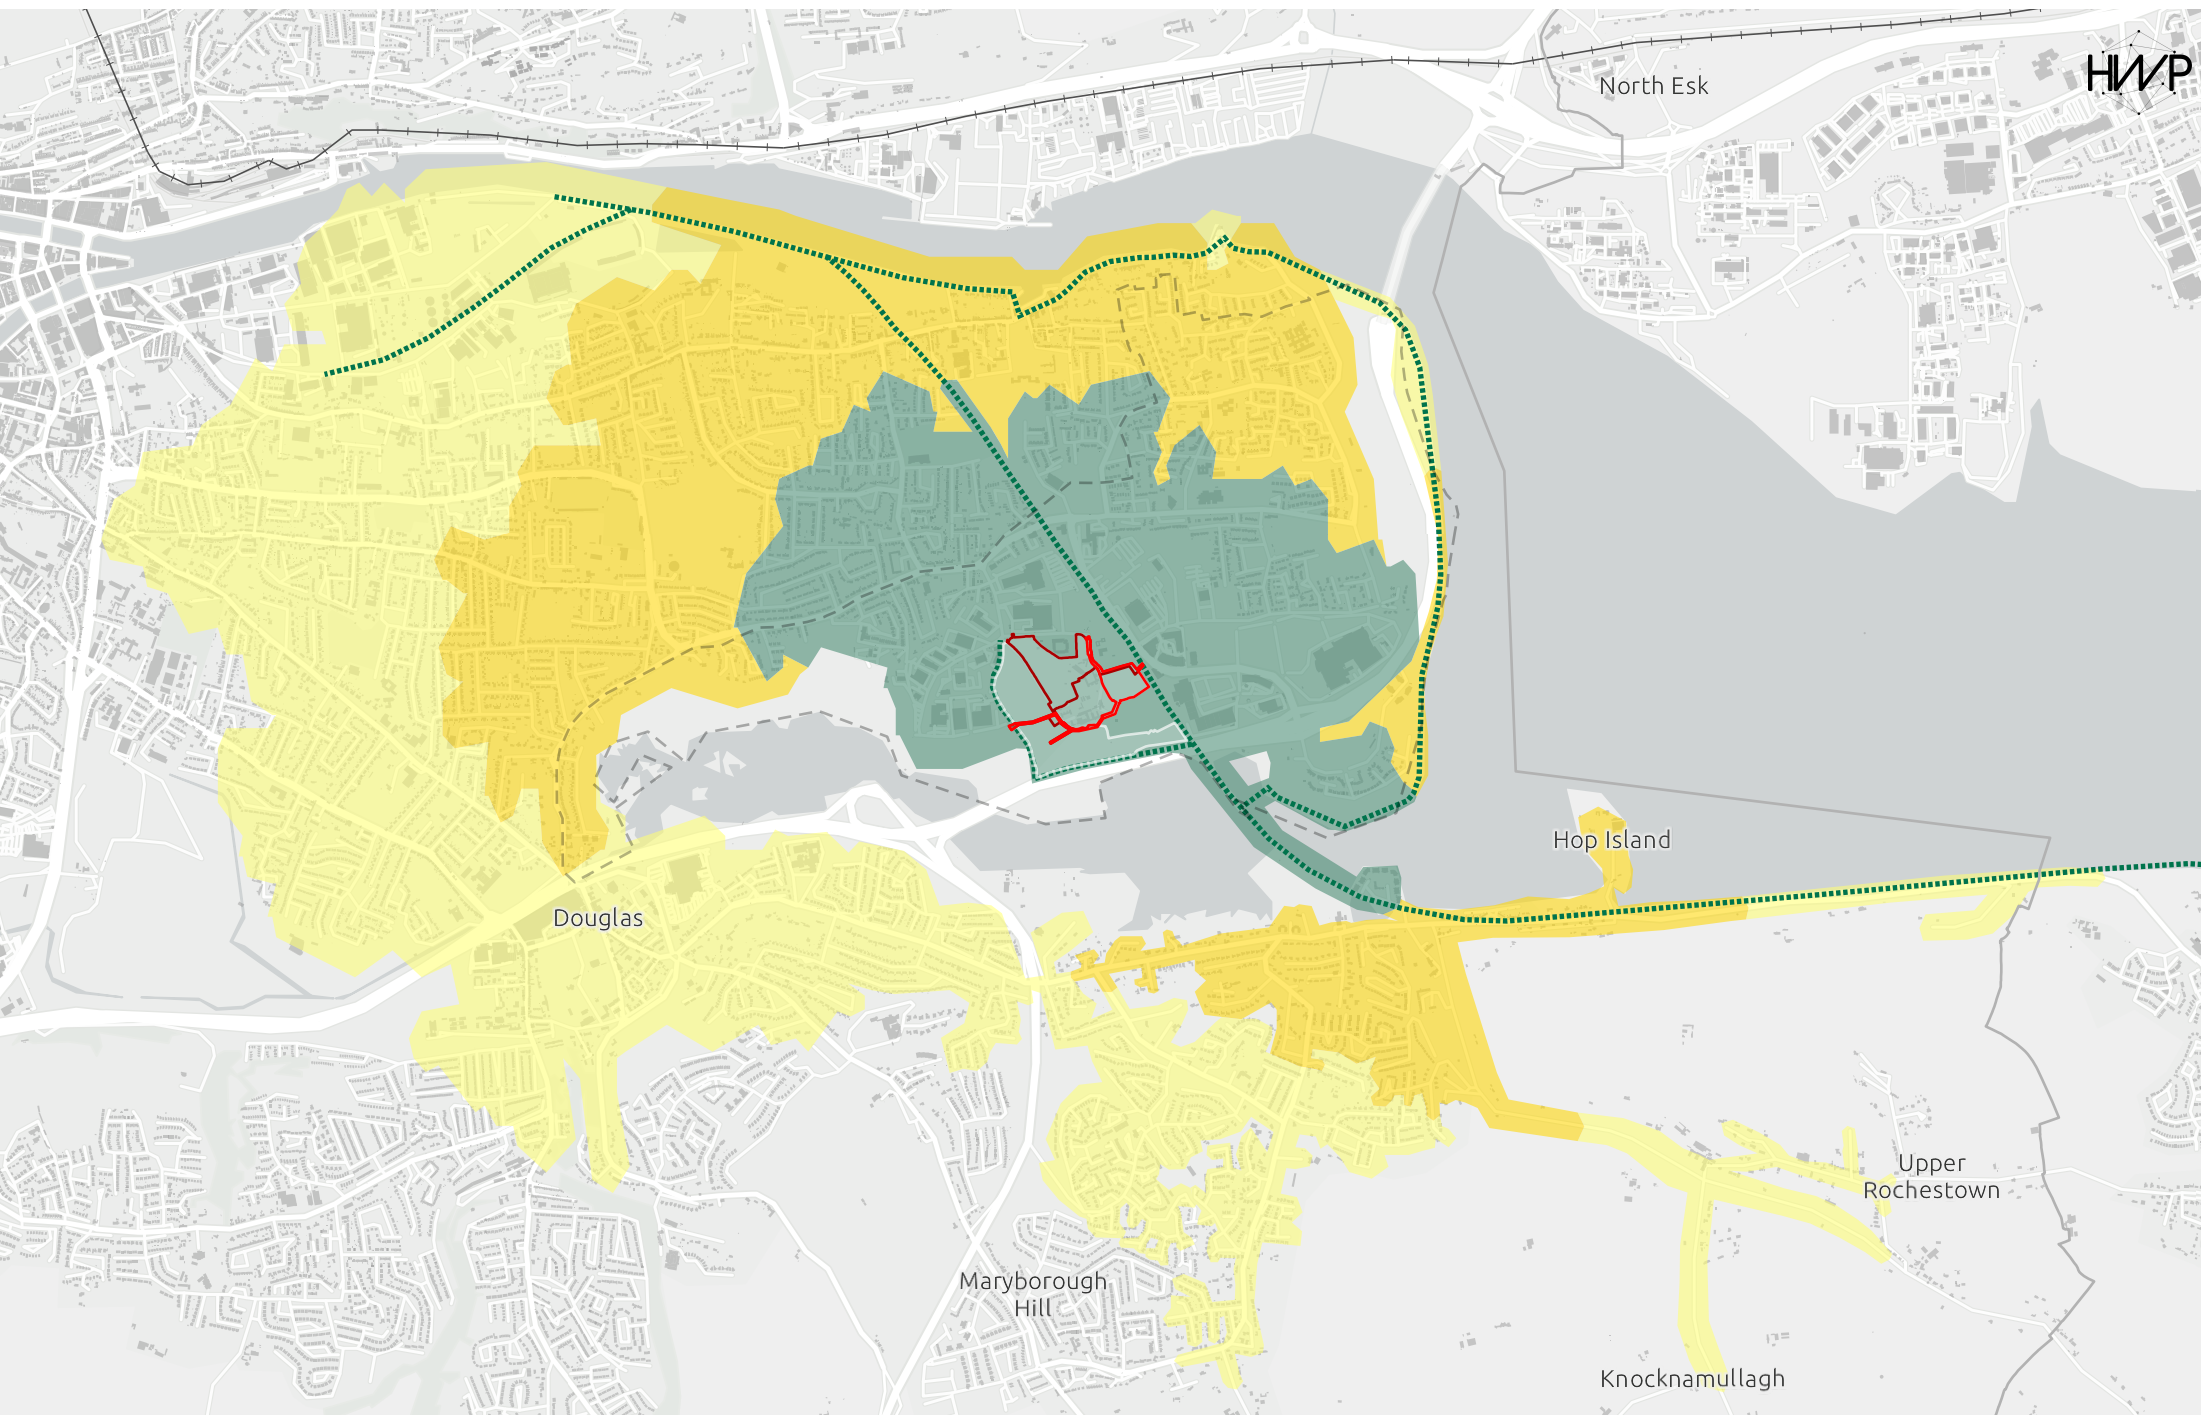 North Esk
HWP
Hop Island
Douglas
Upper
Rochestown
Maryborough
Hill
Knocknamullagh